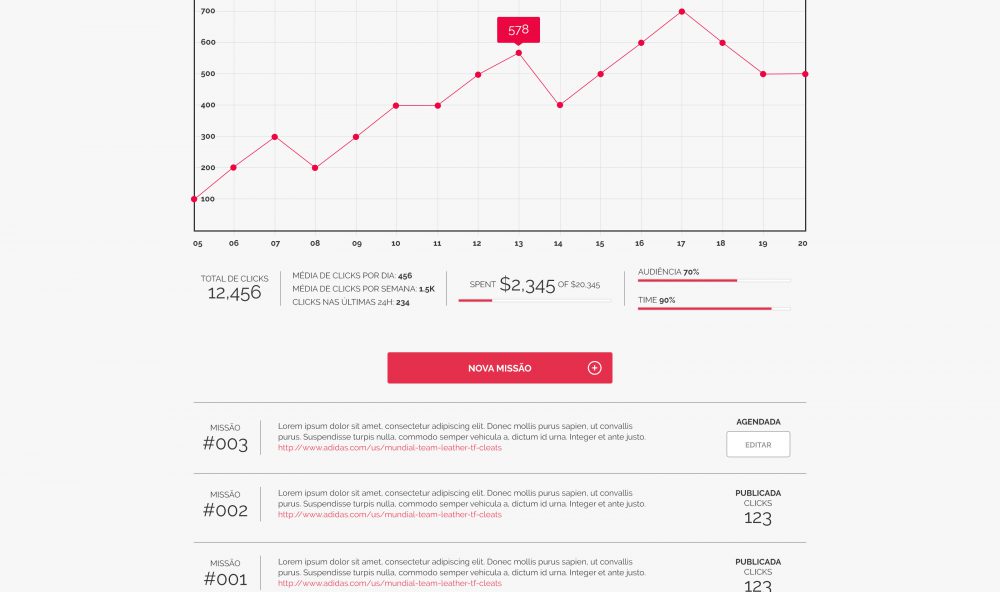 700
578
600
500
400
300
200
100
05 06 07 08 09 10 11 12 13 14 15 16 17 18 19 20
TOTAL DE CLICKS
12,456
MÉDIA DE CLICKS POR DIA: 456
MÉDIA DE CLICKS POR SEMANA: 1,5K
CLICKS NAS ÚLTIMAS 24H: 234
SPENT $2,345 OF $20,345
AUDIÊNCIA 70%
TIME 90%
NOVA MISSÃO
MISSÃO
#003
Lorem ipsum dolor sit amet, consectetur adipiscing elit. Donec mollis purus sapien, ut convallis
purus. Suspendisse turpis nulla, commodo semper vehicula a, dictum id urna. Integer et ante justo.
http://www.adidas.com/us/mundial-team-leather-tf-cleats
AGENDADA
EDITAR
MISSÃO
#002
Lorem ipsum dolor sit amet, consectetur adipiscing elit. Donec mollis purus sapien, ut convallis
purus. Suspendisse turpis nulla, commodo semper vehicula a, dictum id urna. Integer et ante justo.
http://www.adidas.com/us/mundial-team-leather-tf-cleats
PUBLICADA
CLICKS
123
MISSÃO
#001
Lorem ipsum dolor sit amet, consectetur adipiscing elit. Donec mollis purus sapien, ut convallis
purus. Suspendisse turpis nulla, commodo semper vehicula a, dictum id urna. Integer et ante justo.
http://www.adidas.com/us/mundial-team-leather-tf-cleats
PUBLICADA
CLICKS
123